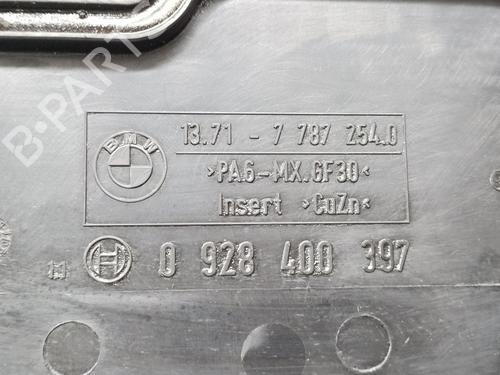 B-PARTS
BMW
13.71 - 7 787 254.0
>PA6-MX.GF30<
Insert >CuZn<
0 928 400 397